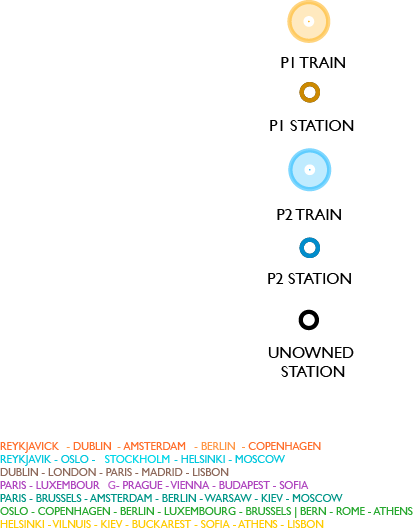 P1 TRAIN
P1 STATION
P2 TRAIN
P2 STATION
UNOWNED
STATION
REYKJAVICK - DUBLIN - AMSTERDAM - BERLIN - COPENHAGEN
REYKJAVIK - OSLO - STOCKHOLM - HELSINKI - MOSCOW
DUBLIN - LONDON - PARIS - MADRID - LISBON
PARIS - LUXEMBOUR G- PRAGUE - VIENNA - BUDAPEST - SOFIA
PARIS - BRUSSELS - AMSTERDAM - BERLIN - WARSAW - KIEV - MOSCOW
OSLO - COPENHAGEN - BERLIN - LUXEMBOURG - BRUSSELS | BERN - ROME - ATHENS
HELSINKI - VILNUIS - KIEV - BUCKAREST - SOFIA - ATHENS - LISBON